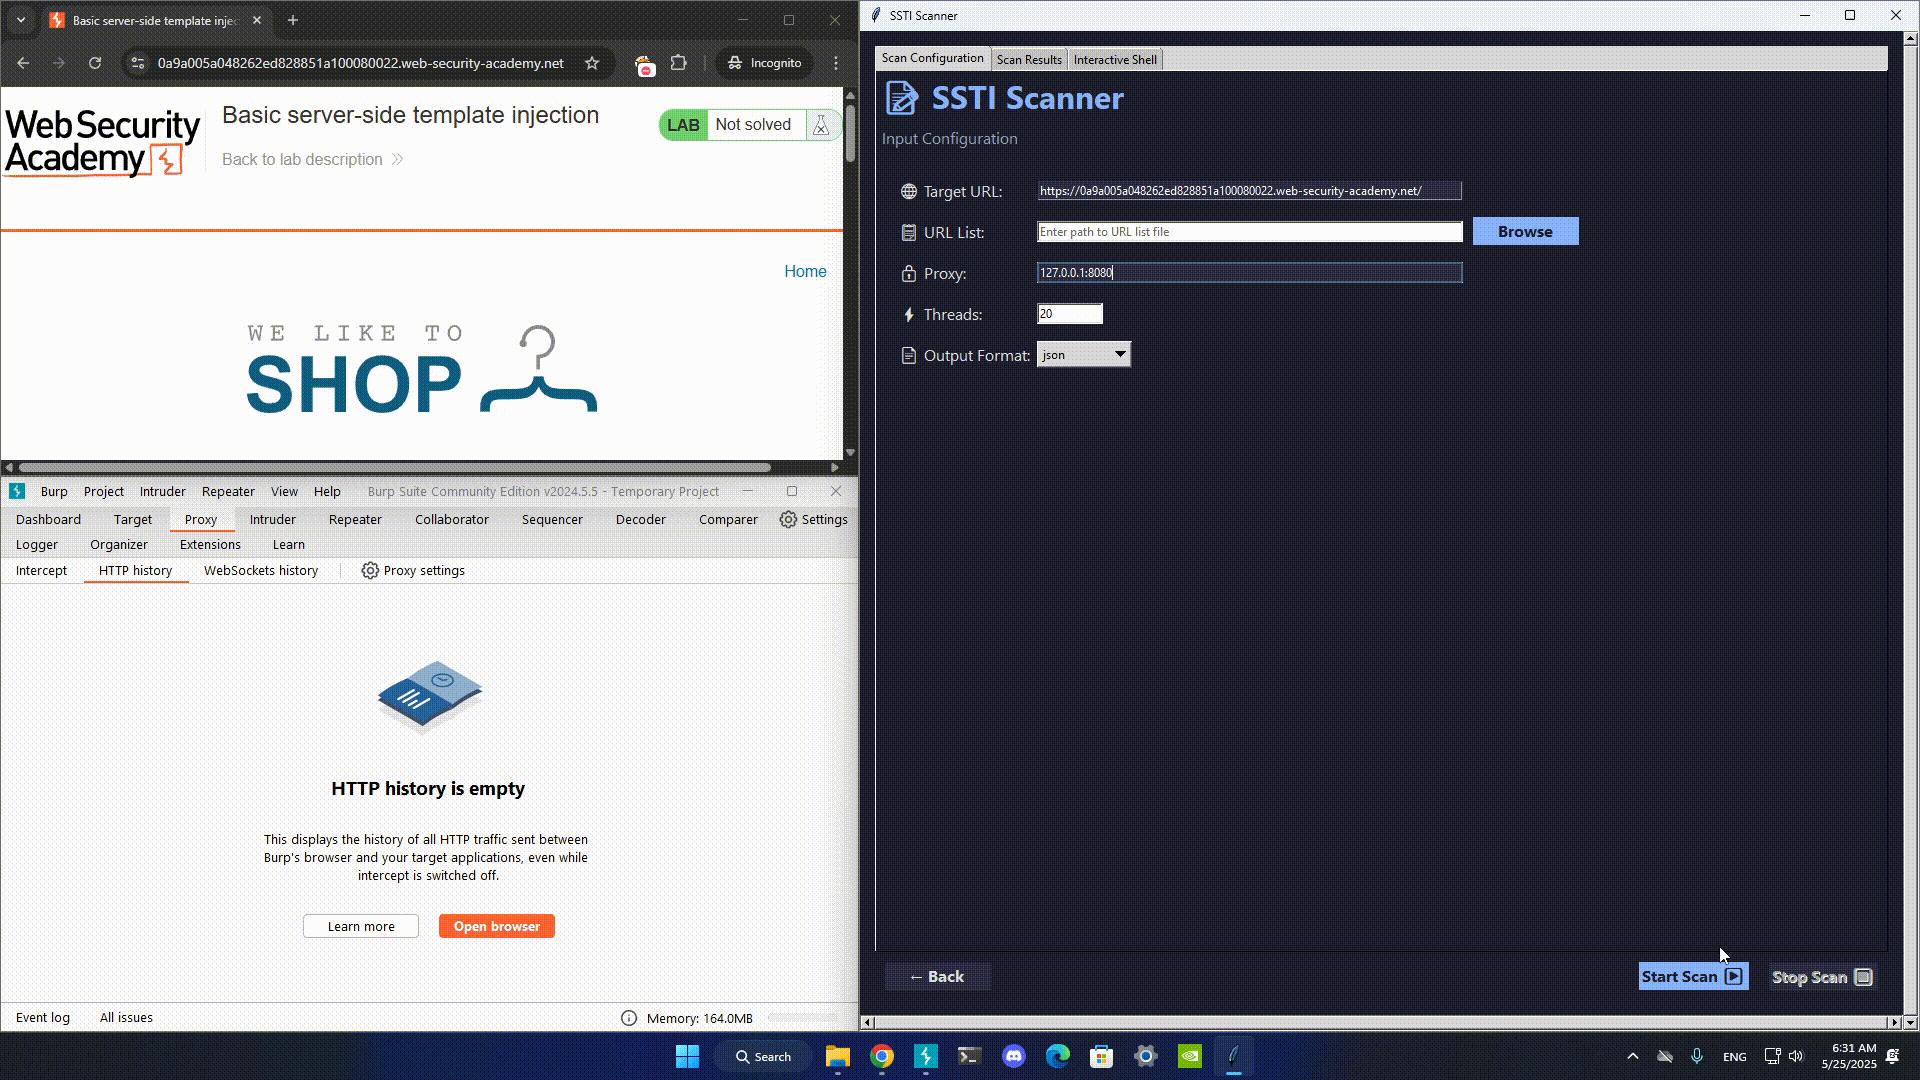 Basic server-side template injec
0a9a005a048262ed828851a100080022.web-security-academy.net
Incognito
WebSecurity
Academy
Basic server-side template injection
Back to lab description
LAB
Not solved
Home
WE LIKE TO
SHOP
Burp
Project
Intruder
Repeater
View
Help
Burp Suite Community Edition v2024.5.5 - Temporary Project
Dashboard
Target
Proxy
Intruder
Repeater
Collaborator
Sequencer
Decoder
Comparer
Settings
Logger
Organizer
Extensions
Learn
Intercept
HTTP history
WebSockets history
Proxy settings
HTTP history is empty
This displays the history of all HTTP traffic sent between
Burp's browser and your target applications, even while
intercept is switched off.
Learn more
Open browser
Event log
All issues
Memory: 164.0MB
SSTI Scanner
Scan Configuration
Scan Results
Interactive Shell
SSTI Scanner
Input Configuration
Target URL:
https://0a9a005a048262ed828851a100080022.web-security-academy.net/
URL List:
Enter path to URL list file
Browse
Proxy:
127.0.0.1:8080
Threads:
20
Output Format:
json
← Back
Start Scan
Stop Scan
Search
ENG
6:31 AM
5/25/2025